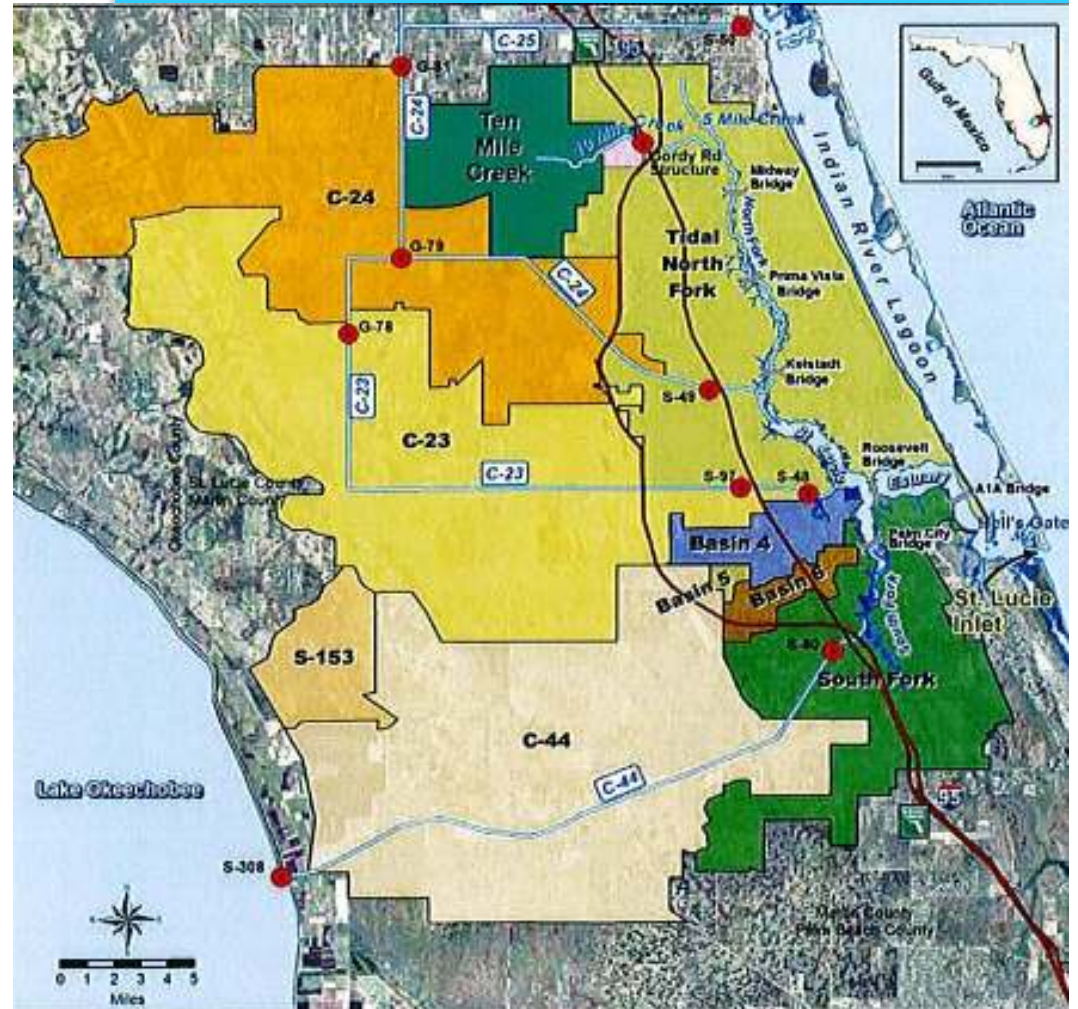 C-25
S-50
95
G-81
C-24
Gulf of Mexico
Ten
Mile
Creek
10 Mile Creek
5 Mile Creek
Gordy Rd
Structure
Midway
Bridge
Indian River Lagoon
Atlantic
Ocean
C-24
North Fork
G-79
Tidal
North
Fork
Prima Vista
Bridge
C-24
G-78
Kelstadt
Bridge
C-23
S-49
C-23
Roosevelt
Bridge
Okeechobee County
St. Lucie County
Martin County
C-23
S-97
S-48
Estuary
A1A Bridge
Hell's Gate
Basin 4
Palm City
Bridge
Basin 5
Basin 6
St. Lucie
Inlet
S-153
S-80
South Fork
C-44
C-44
Lake Okeechobee
95
S-308
Martin County
Palm Beach County
0 1 2 3 4 5
Miles